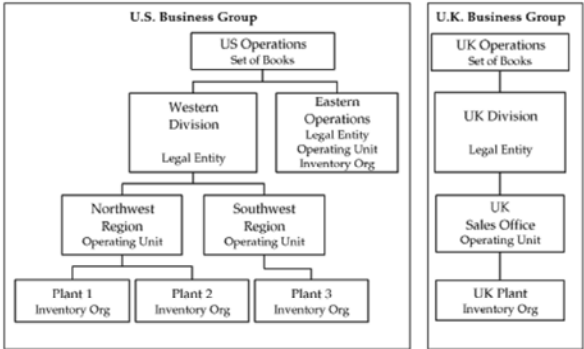 U.S. Business Group
US Operations
Set of Books
Western
Division
Legal Entity
Eastern
Operations
Legal Entity
Operating Unit
Inventory Org
Northwest
Region
Operating Unit
Southwest
Region
Operating Unit
Plant 1
Inventory Org
Plant 2
Inventory Org
Plant 3
Inventory Org
U.K. Business Group
UK Operations
Set of Books
UK Division
Legal Entity
UK
Sales Office
Operating Unit
UK Plant
Inventory Org